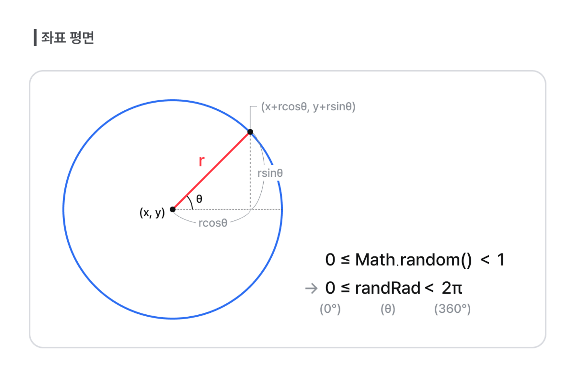 좌표 평면
(x+rcosθ, y+rsinθ)
r
rsinθ
θ
(x, y)
rcosθ
0 ≤ Math.random() < 1
→ 0 ≤ randRad < 2π
(0°) (θ) (360°)